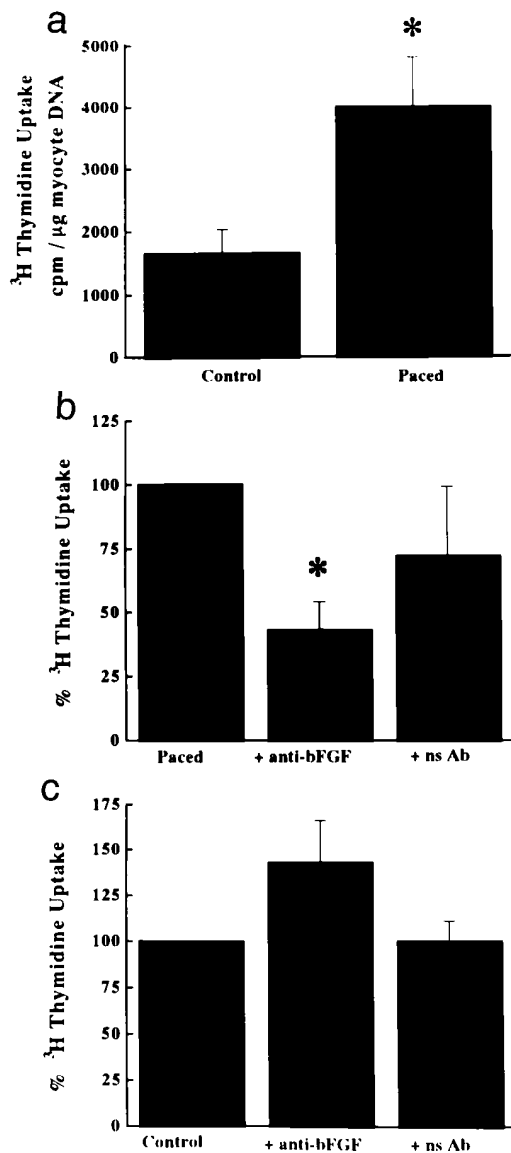 a
*
³H Thymidine Uptake
cpm / µg myocyte DNA
5000
4000
3000
2000
1000
0
Control Paced
b
% ³H Thymidine Uptake
125
100
75
50
25
0
*
Paced + anti-bFGF + ns Ab
c
% ³H Thymidine Uptake
175
150
125
100
75
50
25
0
Control + anti-bFGF + ns Ab